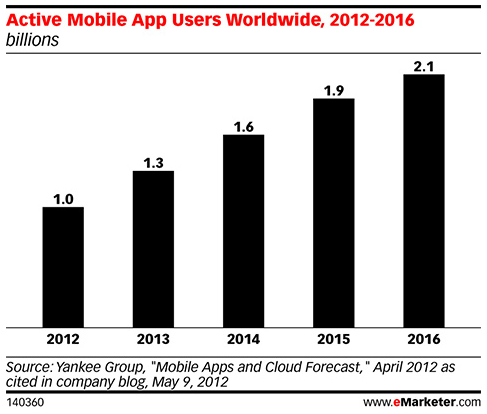 Active Mobile App Users Worldwide, 2012-2016
billions
1.0
1.3
1.6
1.9
2.1
2012
2013
2014
2015
2016
Source: Yankee Group, "Mobile Apps and Cloud Forecast," April 2012 as
cited in company blog, May 9, 2012
140360
www.eMarketer.com